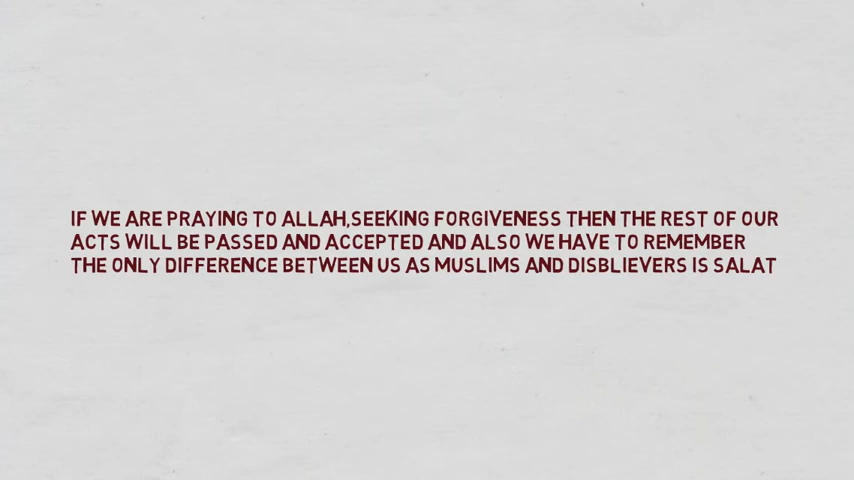 IF WE ARE PRAYING TO ALLAH,SEEKING FORGIVENESS THEN THE REST OF OUR
ACTS WILL BE PASSED AND ACCEPTED AND ALSO WE HAVE TO REMEMBER
THE ONLY DIFFERENCE BETWEEN US AS MUSLIMS AND DISBLIEVERS IS SALAT